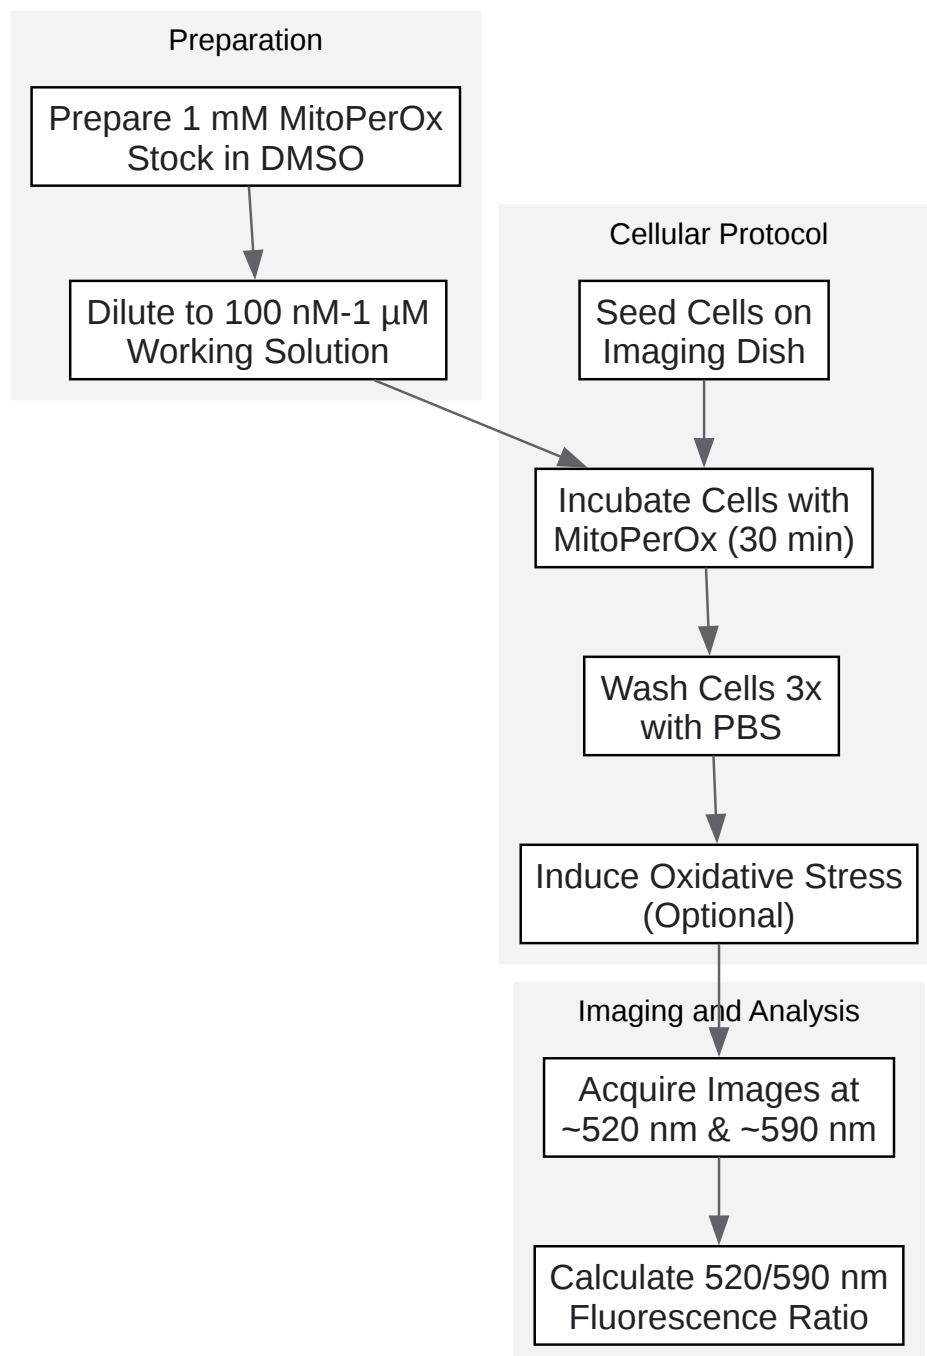 Preparation
Prepare 1 mM MitoPerOx
Stock in DMSO
Dilute to 100 nM-1 µM
Working Solution
Cellular Protocol
Seed Cells on
Imaging Dish
Incubate Cells with
MitoPerOx (30 min)
Wash Cells 3x
with PBS
Induce Oxidative Stress
(Optional)
Imaging and Analysis
Acquire Images at
~520 nm & ~590 nm
Calculate 520/590 nm
Fluorescence Ratio